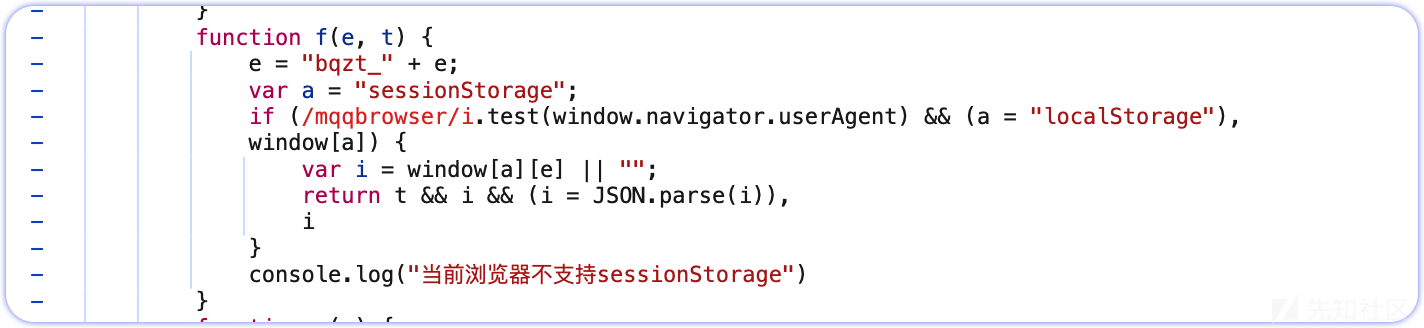 }
function f(e, t) {
e = "bqzt_" + e;
var a = "sessionStorage";
if (/mqqbrowser/i.test(window.navigator.userAgent) && (a = "localStorage"),
window[a]) {
var i = window[a][e] || "";
return t && i && (i = JSON.parse(i)),
i
}
console.log("当前浏览器不支持sessionStorage")
}
先知社区